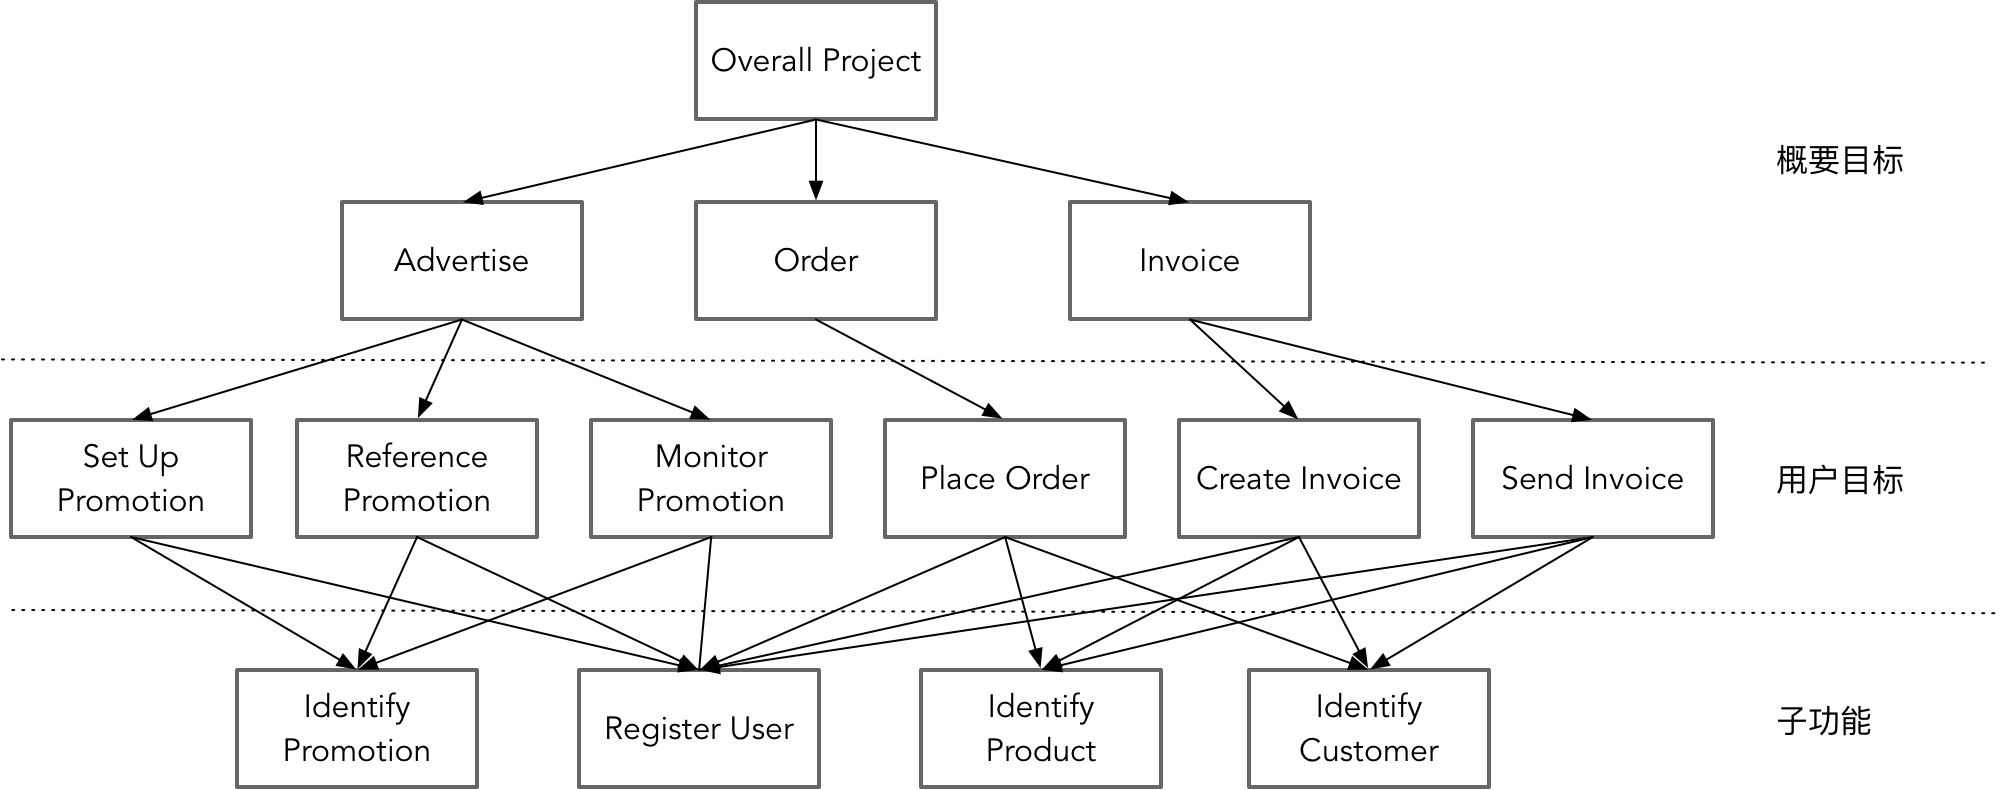 Overall Project
概要目标
Advertise
Order
Invoice
Set Up
Promotion
Reference
Promotion
Monitor
Promotion
Place Order
Create Invoice
Send Invoice
用户目标
Identify
Promotion
Register User
Identify
Product
Identify
Customer
子功能